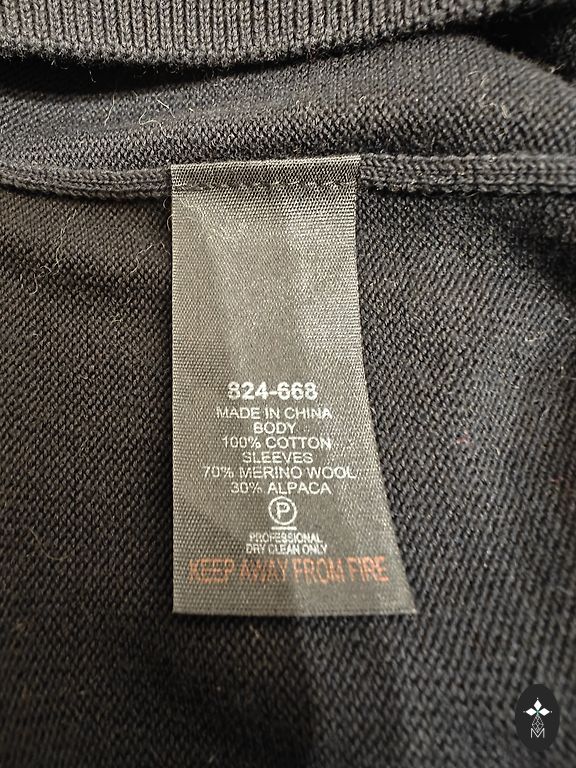 824-668
MADE IN CHINA
BODY
100% COTTON
SLEEVES
70% MERINO WOOL
30% ALPACA
P
PROFESSIONAL
DRY CLEAN ONLY
KEEP AWAY FROM FIRE
M